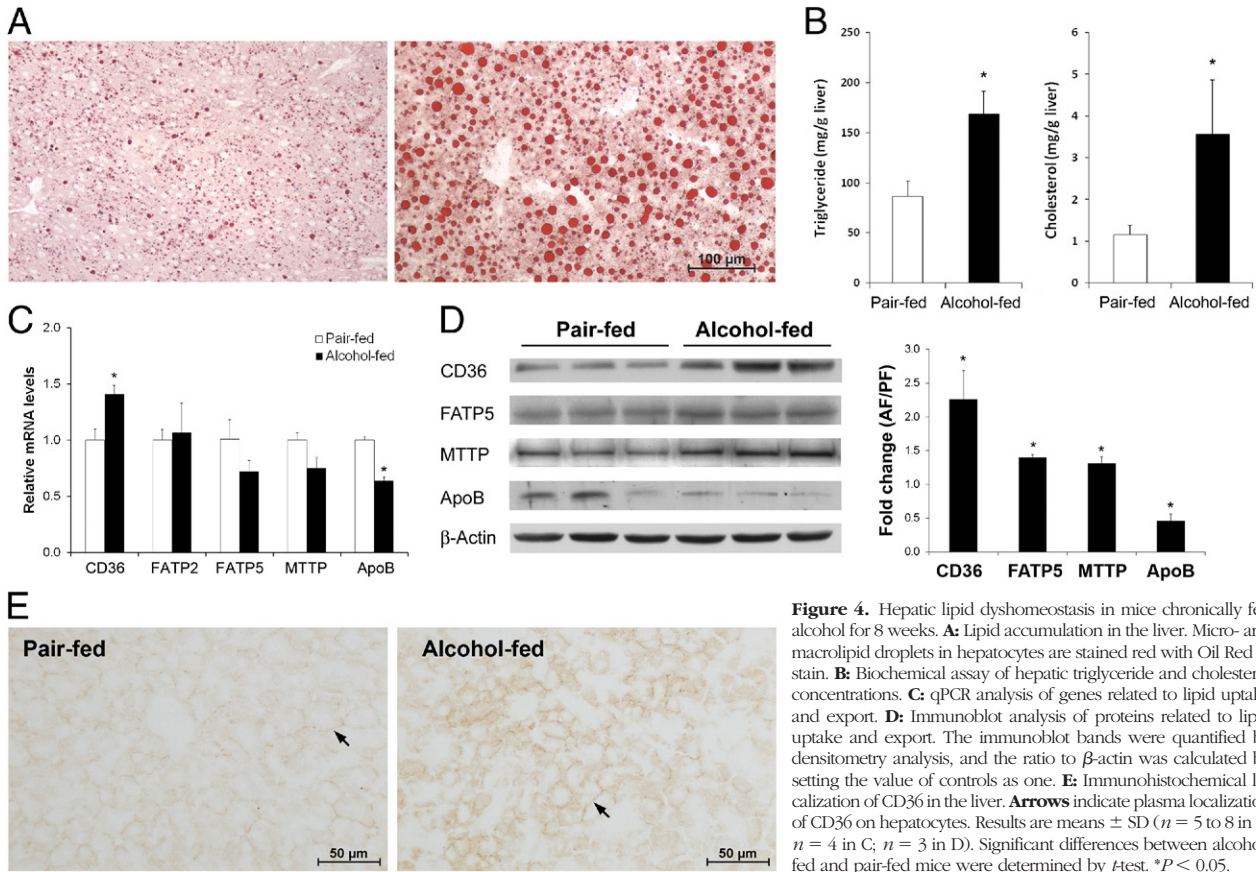 A
100 µm
B
Triglyceride (mg/g liver)
250
200
150
100
50
0
*
Pair-fed Alcohol-fed
Cholesterol (mg/g liver)
6
5
4
3
2
1
0
*
Pair-fed Alcohol-fed
C
Relative mRNA levels
2.0
1.5
1.0
0.5
0.0
Pair-fed
Alcohol-fed
*
*
CD36 FATP2 FATP5 MTTP ApoB
D
Pair-fed Alcohol-fed
CD36
FATP5
MTTP
ApoB
β-Actin
Fold change (AF/PF)
3.0
2.5
2.0
1.5
1.0
0.5
0.0
*
*
*
*
CD36 FATP5 MTTP ApoB
E
Pair-fed
50 µm
Alcohol-fed
50 µm
Figure 4. Hepatic lipid dyshomeostasis in mice chronically fe
alcohol for 8 weeks. A: Lipid accumulation in the liver. Micro- an
macrolipid droplets in hepatocytes are stained red with Oil Red
stain. B: Biochemical assay of hepatic triglyceride and cholester
concentrations. C: qPCR analysis of genes related to lipid uptak
and export. D: Immunoblot analysis of proteins related to lip
uptake and export. The immunoblot bands were quantified b
densitometry analysis, and the ratio to β-actin was calculated b
setting the value of controls as one. E: Immunohistochemical l
calization of CD36 in the liver. Arrows indicate plasma localizatio
of CD36 on hepatocytes. Results are means ± SD (n = 5 to 8 in
n = 4 in C; n = 3 in D). Significant differences between alcoho
fed and pair-fed mice were determined by t-test. *P < 0.05.